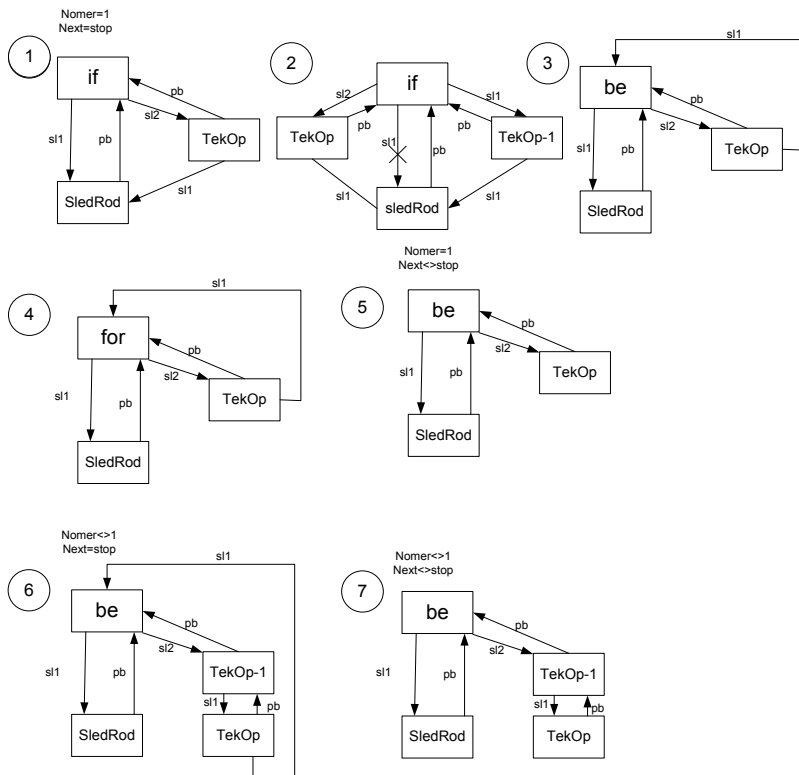 Nomer=1
Next=stop
1
if
pb
sl2
sl1
pb
TekOp
SledRod
sl1
2
if
sl2
sl1
TekOp
pb
sl1
pb
pb
TekOp-1
sl1
sledRod
sl1
3
sl1
be
pb
sl2
sl1
pb
TekOp
SledRod
4
sl1
for
pb
sl2
sl1
pb
TekOp
SledRod
Nomer=1
Next<>stop
5
be
pb
sl2
sl1
pb
TekOp
SledRod
Nomer<>1
Next=stop
6
sl1
be
pb
sl2
sl1
pb
TekOp-1
sl1
pb
SledRod
TekOp
Nomer<>1
Next<>stop
7
be
pb
sl2
sl1
pb
TekOp-1
sl1
pb
SledRod
TekOp